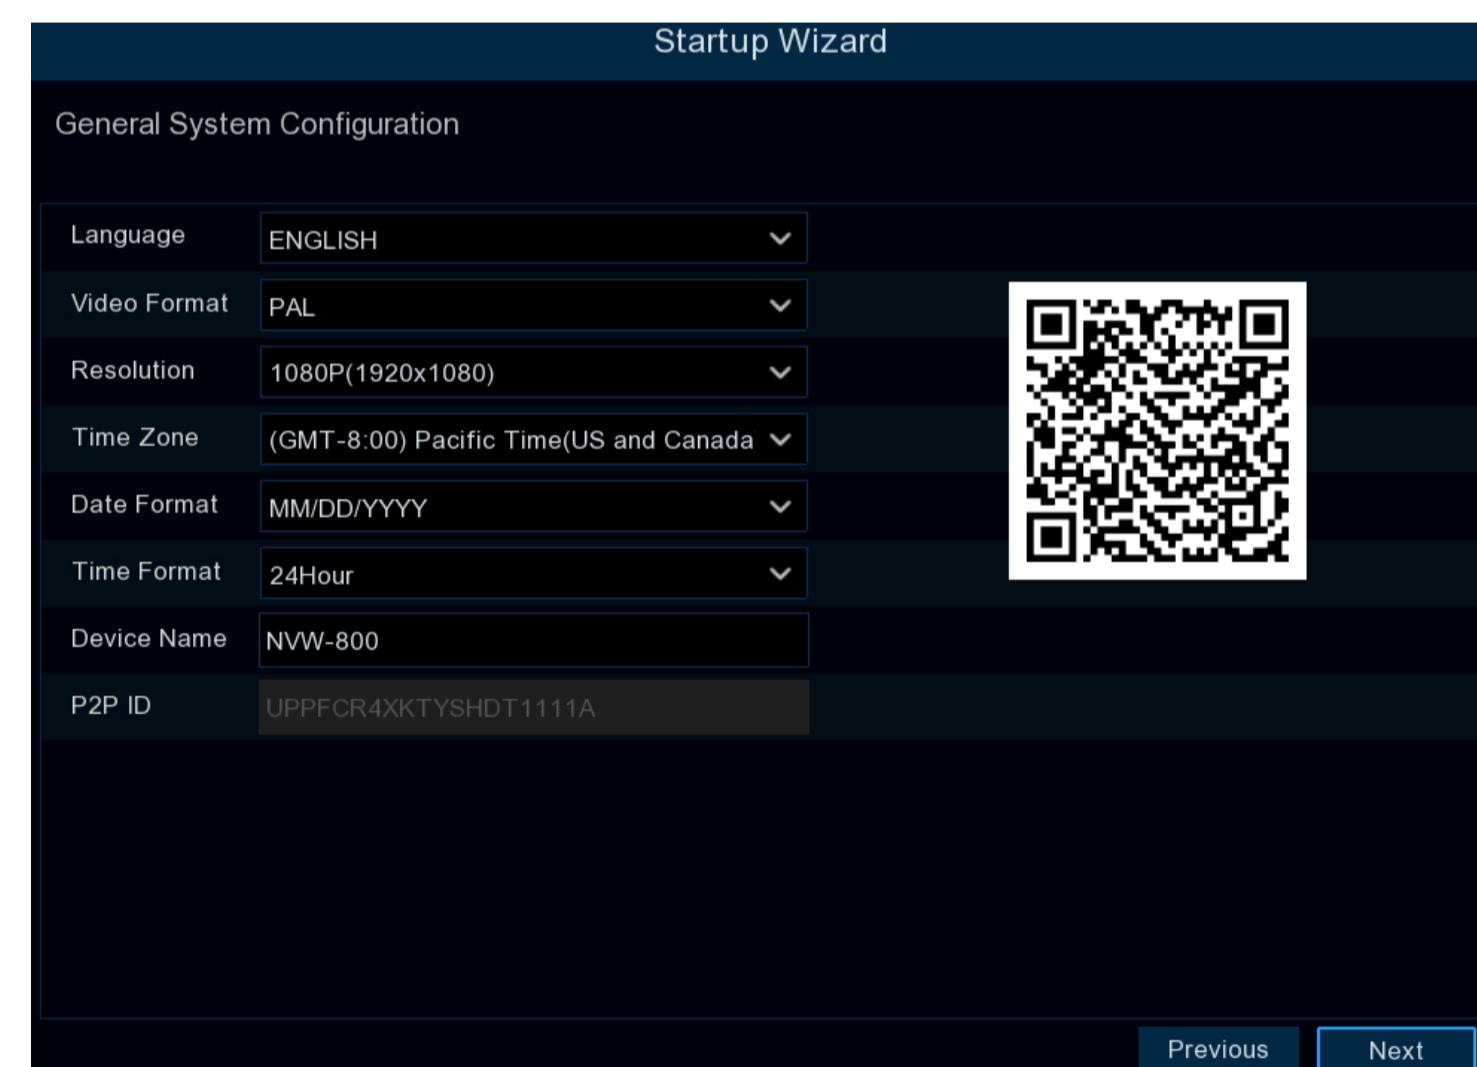 Startup Wizard
General System Configuration
Language ENGLISH
Video Format PAL
Resolution 1080P(1920x1080)
Time Zone (GMT-8:00) Pacific Time(US and Canada
Date Format MM/DD/YYYY
Time Format 24Hour
Device Name NVW-800
P2P ID UPPFCR4XKTYSHDT1111A
Previous Next